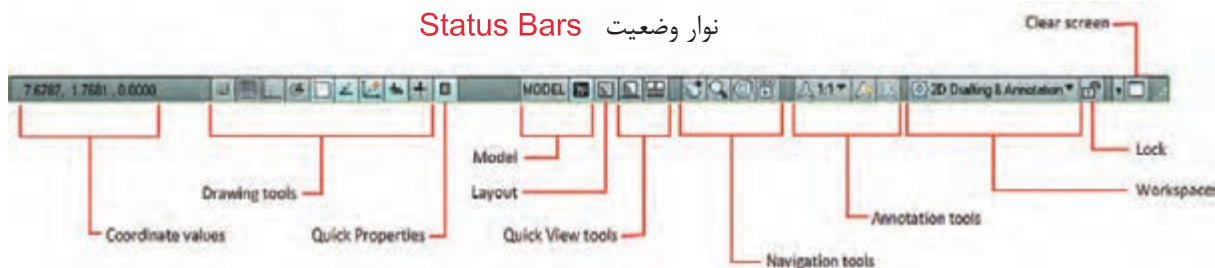 نوار وضعیت Status Bars
Clear screen
7.6787, 1.7681, 0.0000
MODEL
1:1
2D Drafting & Annotation
Model
Lock
Drawing tools
Layout
Workspaces
Annotation tools
Coordinate values
Quick Properties
Quick View tools
Navigation tools